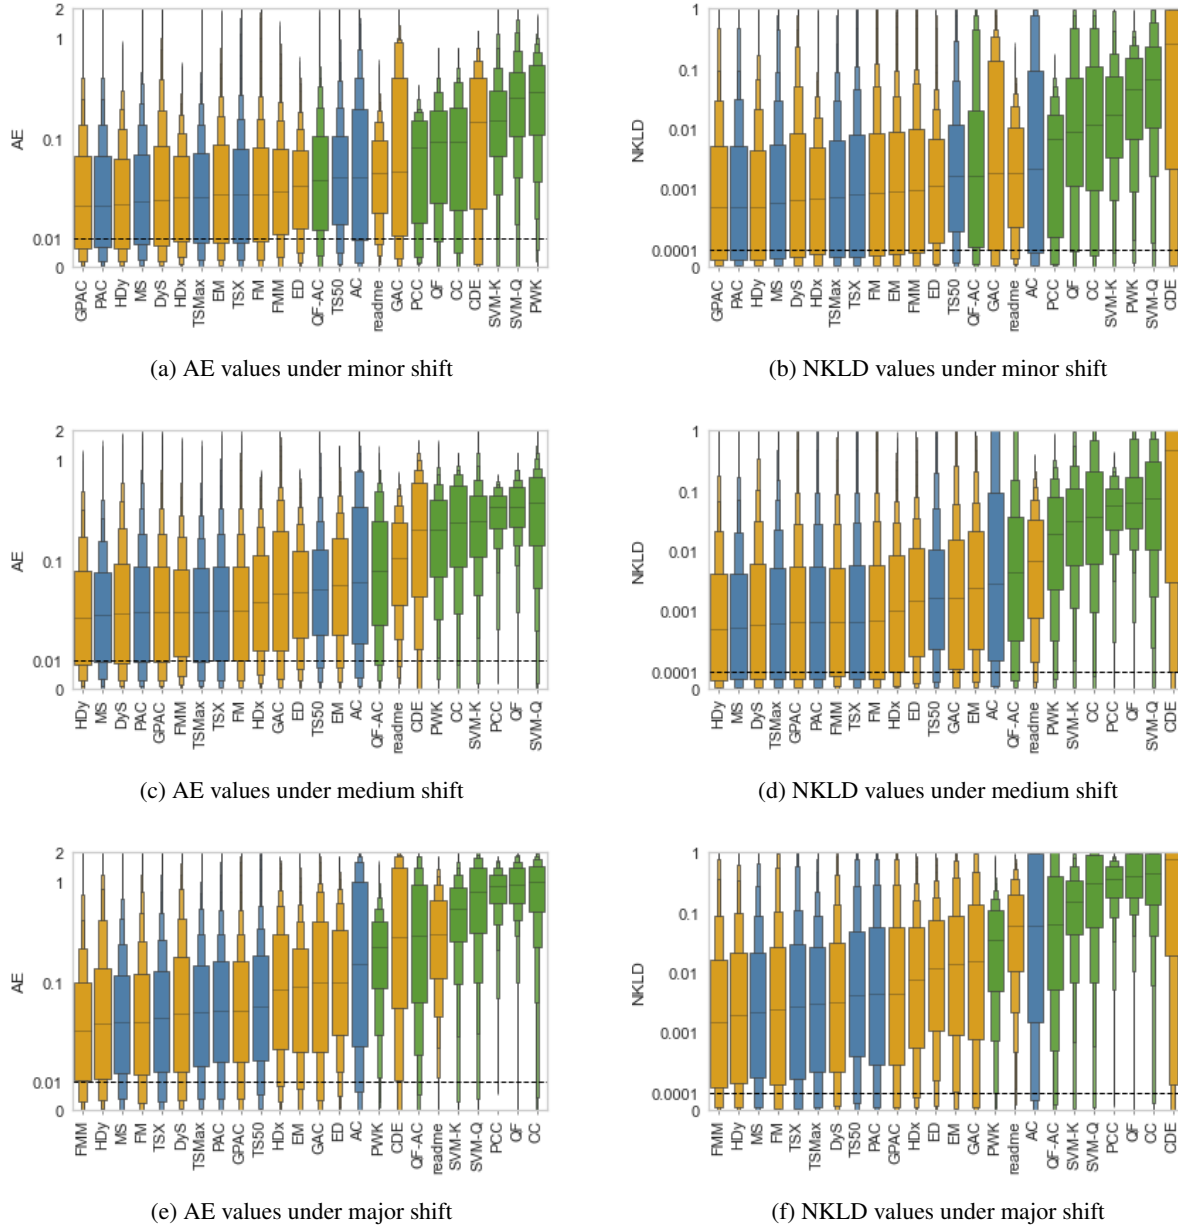 2
1
AE
0.1
0.01
0
GPAC PAC HDy MS DyS HDx TSMax EM TSX FM FMM ED QF-AC TS50 AC readme GAC PCC QF CC CDE SVM-K SVM-Q PWK
(a) AE values under minor shift
1
0.1
NKLD
0.01
0.001
0.0001
0
GPAC PAC HDy MS DyS HDx TSMax TSX FM EM FMM ED TS50 QF-AC GAC readme AC PCC QF CC SVM-K PWK SVM-Q CDE
(b) NKLD values under minor shift
2
1
AE
0.1
0.01
0
HDy MS DyS PAC GPAC FMM TSMax TSX FM HDx GAC ED TS50 EM AC QF-AC readme CDE PWK CC SVM-K PCC QF SVM-Q
(c) AE values under medium shift
1
0.1
NKLD
0.01
0.001
0.0001
0
HDy MS DyS TSMax GPAC PAC FMM TSX FM HDx ED TS50 GAC EM AC QF-AC readme PWK SVM-K CC PCC QF SVM-Q CDE
(d) NKLD values under medium shift
2
1
AE
0.1
0.01
0
FMM HDy MS FM TSX DyS TSMax PAC GPAC TS50 HDx EM GAC ED AC PWK CDE QF-AC readme SVM-K SVM-Q PCC QF CC
(e) AE values under major shift
1
0.1
NKLD
0.01
0.001
0.0001
0
FMM HDy MS FM TSX TSMax DyS TS50 PAC GPAC HDx ED EM GAC PWK readme AC QF-AC SVM-K SVM-Q PCC QF CC CDE
(f) NKLD values under major shift